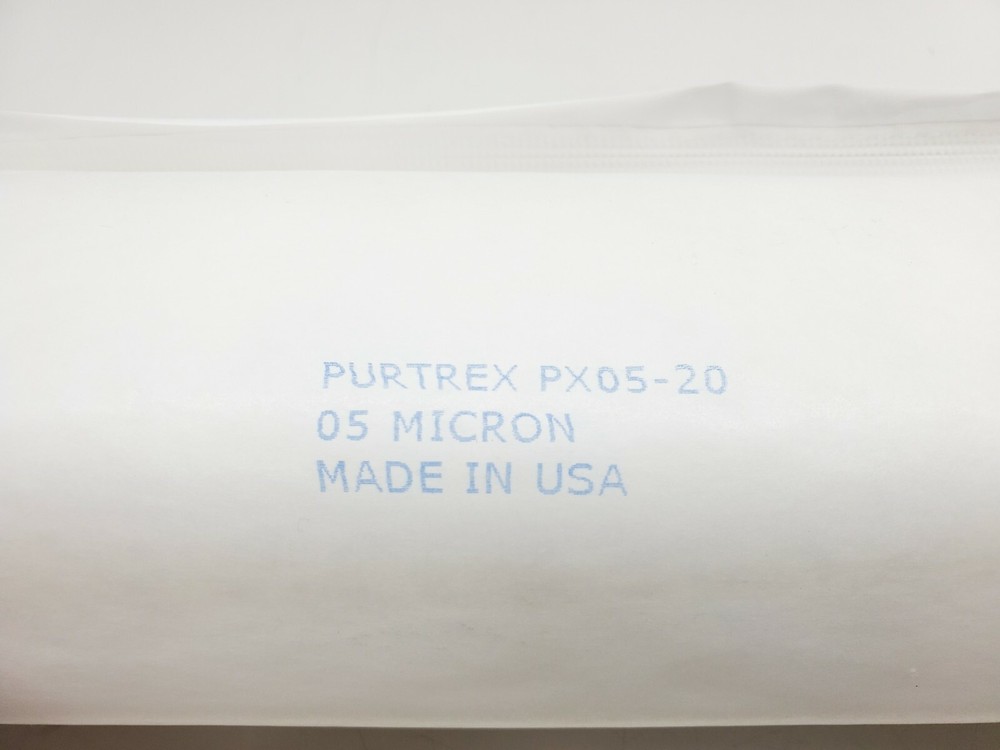 PURTREX PX05-20
05 MICRON
MADE IN USA